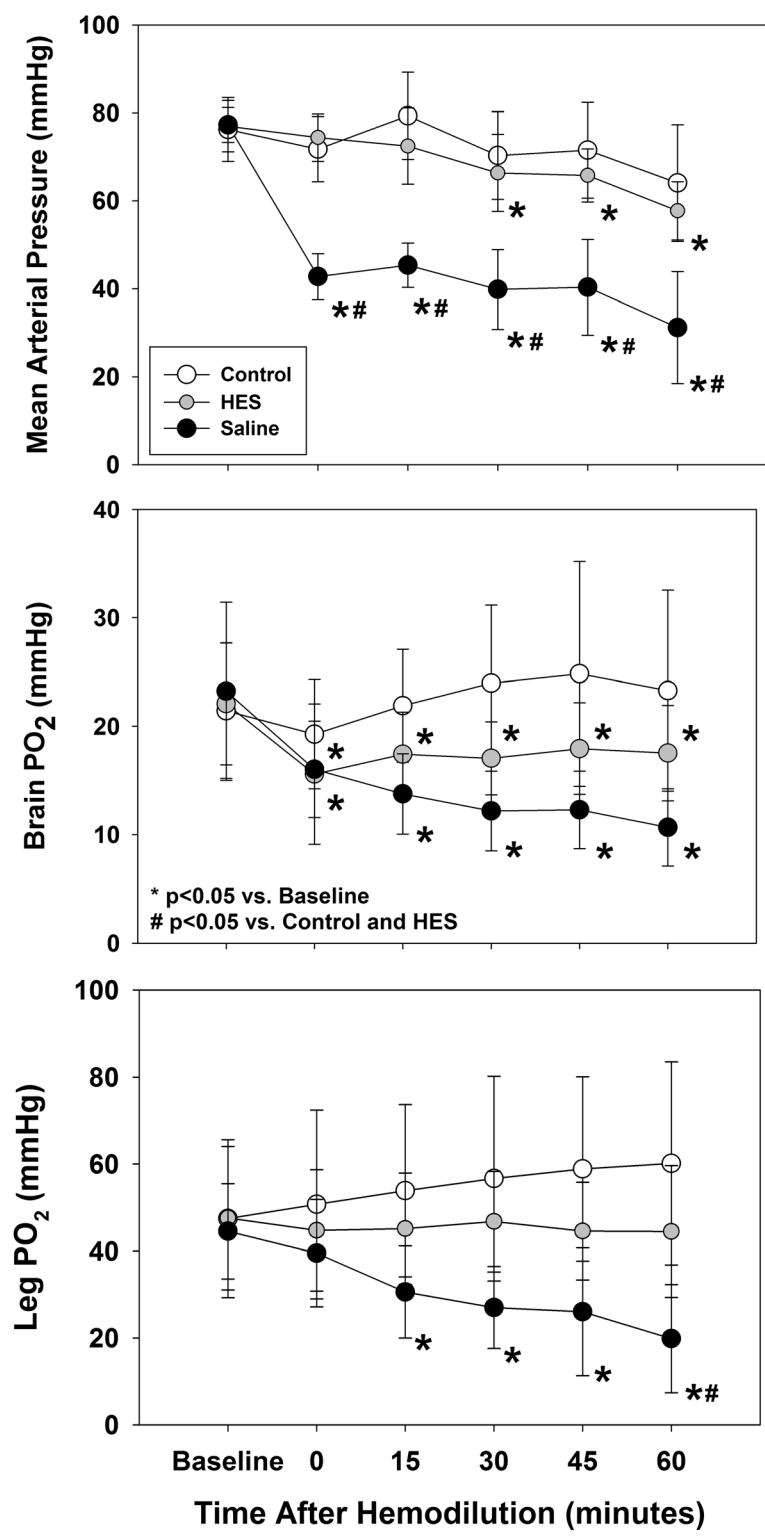 Mean Arterial Pressure (mmHg)
100
80
60
40
20
0
* # * # * # * # * #
* * *
Control
HES
Saline
Brain PO2 (mmHg)
40
30
20
10
0
* * * * *
* * * * *
* p<0.05 vs. Baseline
# p<0.05 vs. Control and HES
Leg PO2 (mmHg)
100
80
60
40
20
0
* * * * #
Baseline 0 15 30 45 60
Time After Hemodilution (minutes)